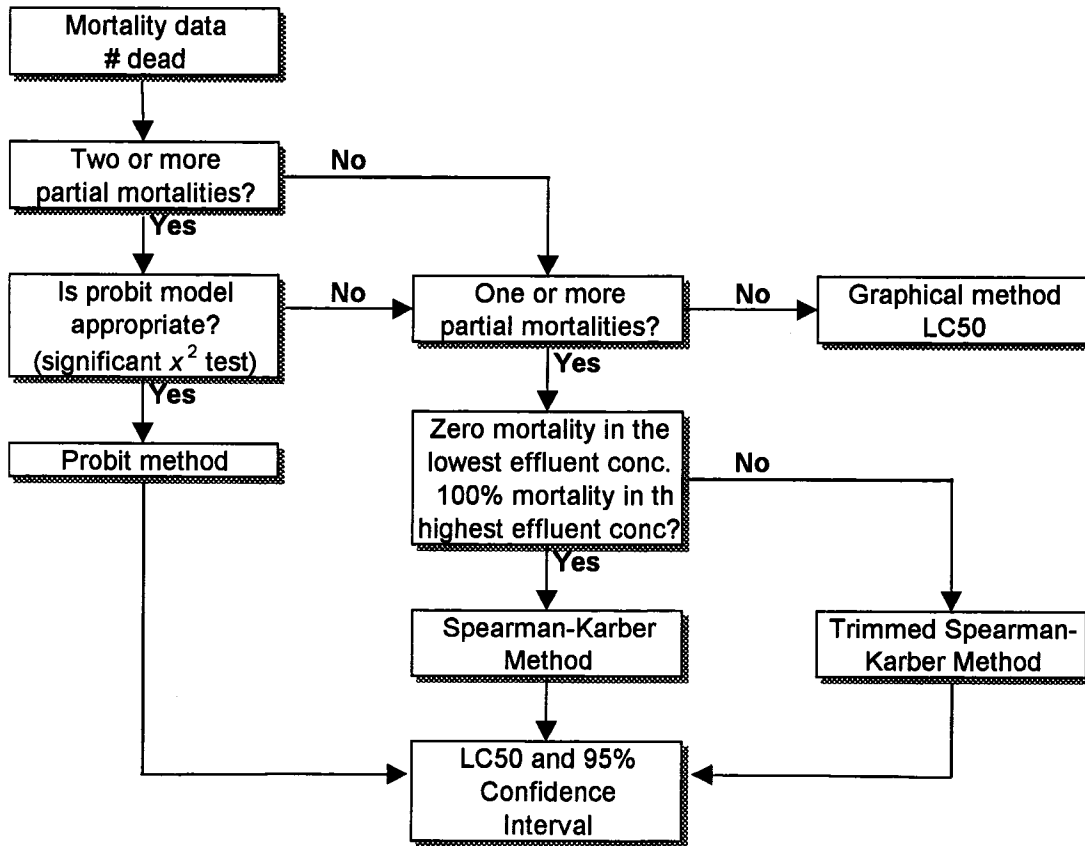 Mortality data
# dead
Two or more
partial mortalities?
No
Yes
Is probit model
appropriate?
(significant x² test)
No
One or more
partial mortalities?
No
Graphical method
LC50
Yes
Yes
Probit method
Zero mortality in the
lowest effluent conc.
100% mortality in th
highest effluent conc?
No
Yes
Spearman-Karber
Method
Trimmed Spearman-
Karber Method
LC50 and 95%
Confidence
Interval